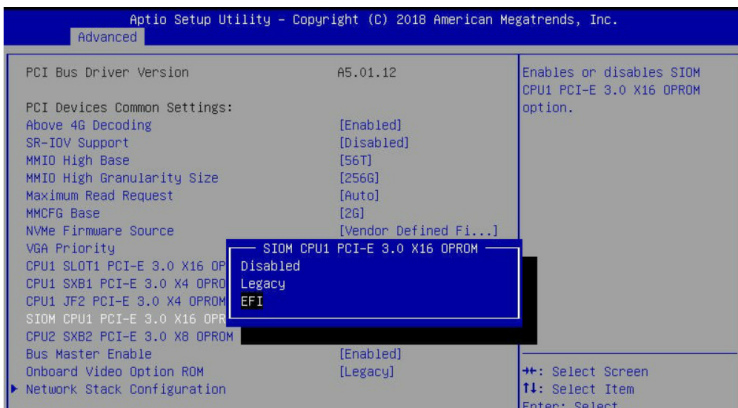 Aptio Setup Utility – Copyright (C) 2018 American Megatrends, Inc.
Advanced
PCI Bus Driver Version A5.01.12
PCI Devices Common Settings:
Above 4G Decoding [Enabled]
SR-IOV Support [Disabled]
MMIO High Base [56T]
MMIO High Granularity Size [256G]
Maximum Read Request [Auto]
MMCFG Base [2G]
NVMe Firmware Source [Vendor Defined Fi...]
VGA Priority
CPU1 SLOT1 PCI-E 3.0 X16 OP
CPU1 SXB1 PCI-E 3.0 X4 OPRO
CPU1 JF2 PCI-E 3.0 X4 OPROM
SIOM CPU1 PCI-E 3.0 X16 OPR
CPU2 SXB2 PCI-E 3.0 X8 OPROM
Bus Master Enable [Enabled]
Onboard Video Option ROM [Legacy]
Network Stack Configuration
SIOM CPU1 PCI-E 3.0 X16 OPROM
Disabled
Legacy
EFI
Enables or disables SIOM
CPU1 PCI-E 3.0 X16 OPROM
option.
→←: Select Screen
↑↓: Select Item
Enter: Select